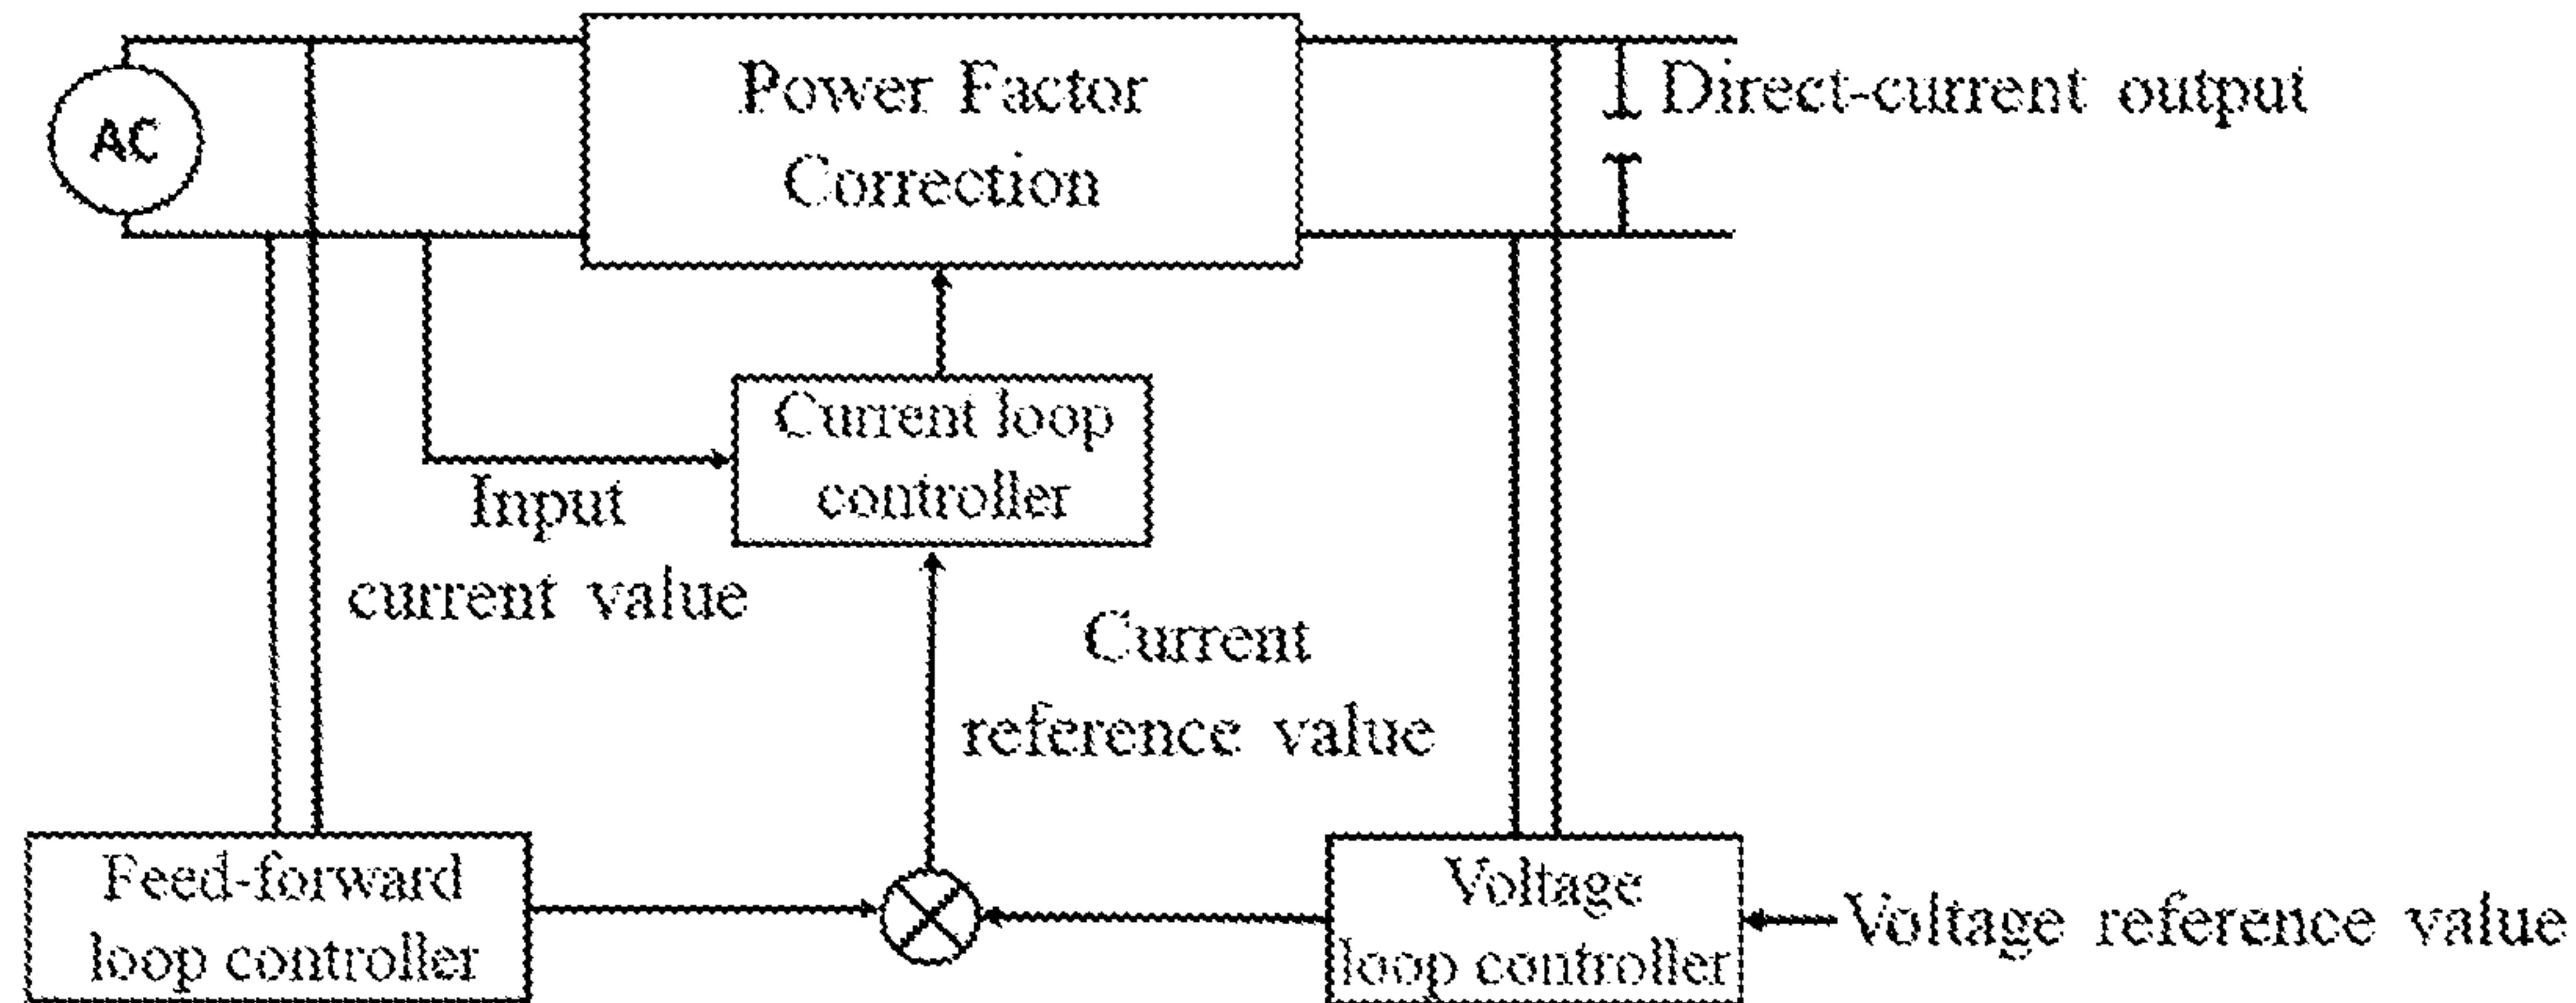 AC
Power Factor
Correction
Direct-current output
Current loop
controller
Input
current value
Current
reference value
Feed-forward
loop controller
Voltage
loop controller
Voltage reference value